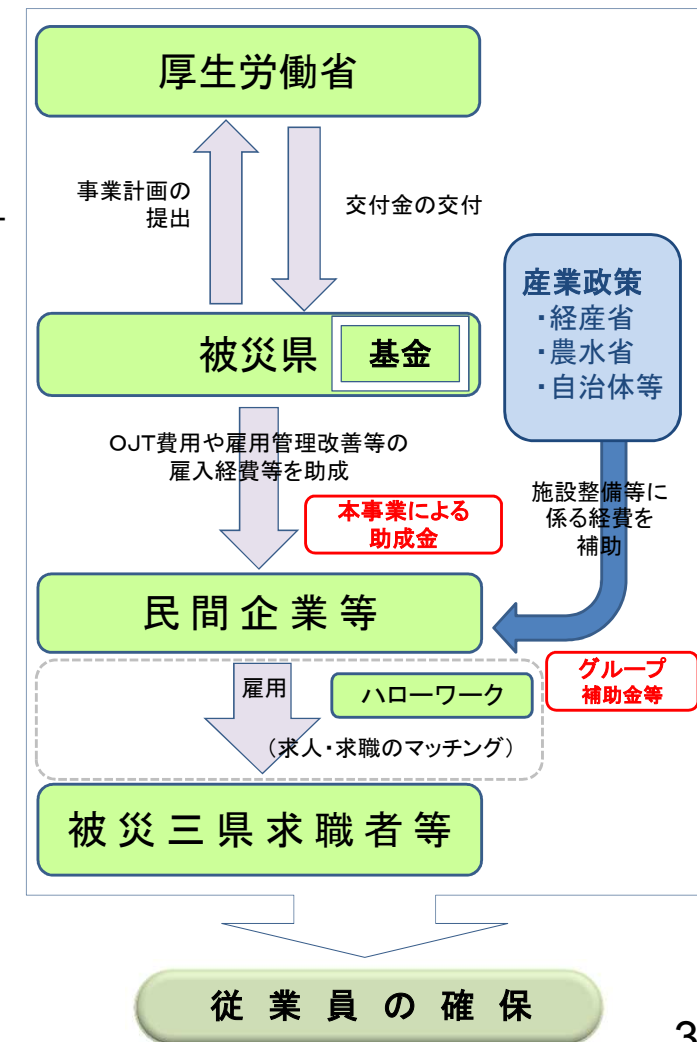 厚生労働省
事業計画の
提出
交付金の交付
産業政策
・経産省
・農水省
・自治体等
被災県
基金
OJT費用や雇用管理改善等の
雇入経費等を助成
本事業による
助成金
施設整備等に
係る経費を
補助
民間企業等
グループ
補助金等
雇用
ハローワーク
（求人・求職のマッチング）
被災三県求職者等
従業員の確保
3